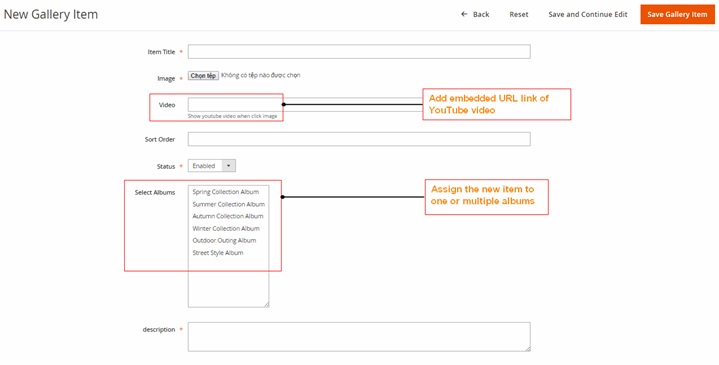 New Gallery Item
← Back Reset Save and Continue Edit Save Gallery Item
Item Title *
Image * Chọn tệp Không có tệp nào được chọn
Video
Show youtube video when click image
Add embedded URL link of
YouTube video
Sort Order
Status * Enabled
Select Albums
Spring Collection Album
Summer Collection Album
Autumn Collection Album
Winter Collection Album
Outdoor Outing Album
Street Style Album
Assign the new item to
one or multiple albums
description *